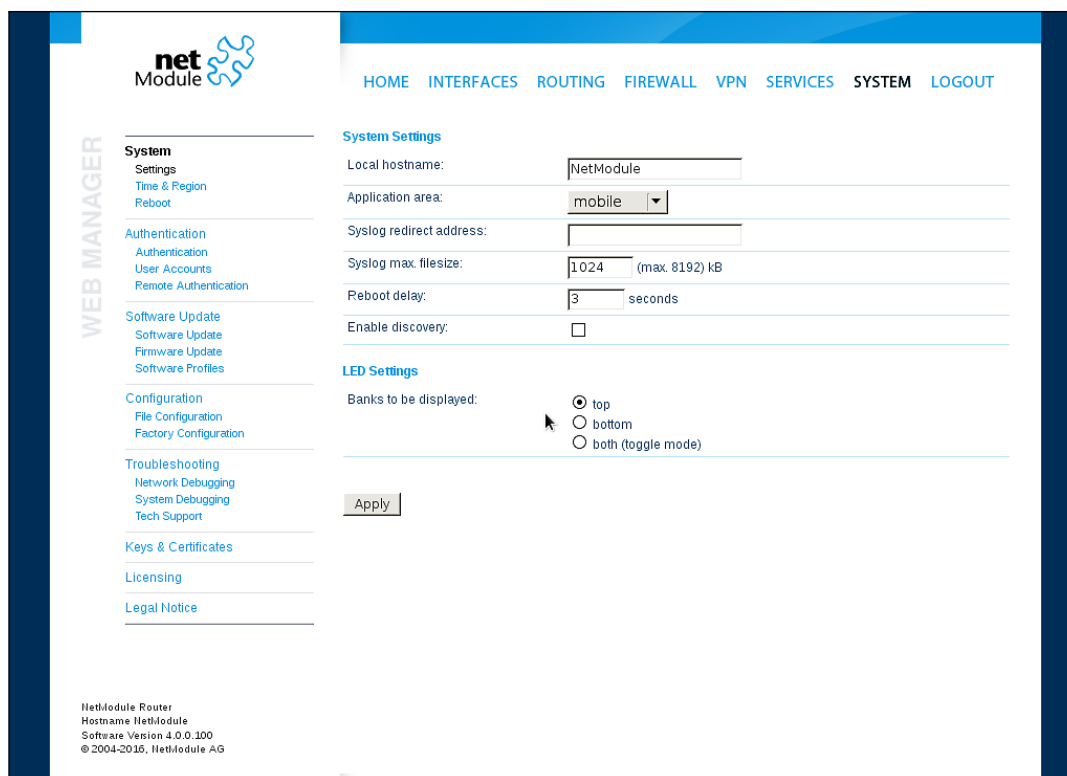 net
Module
HOME INTERFACES ROUTING FIREWALL VPN SERVICES SYSTEM LOGOUT
WEB MANAGER
System
Settings
Time & Region
Reboot
Authentication
Authentication
User Accounts
Remote Authentication
Software Update
Software Update
Firmware Update
Software Profiles
Configuration
File Configuration
Factory Configuration
Troubleshooting
Network Debugging
System Debugging
Tech Support
Keys & Certificates
Licensing
Legal Notice
System Settings
Local hostname: NetModule
Application area: mobile
Syslog redirect address:
Syslog max. filesize: 1024 (max. 8192) kB
Reboot delay: 3 seconds
Enable discovery:
LED Settings
Banks to be displayed: top
bottom
both (toggle mode)
Apply
NetModule Router
Hostname NetModule
Software Version 4.0.0.100
© 2004-2016, NetModule AG